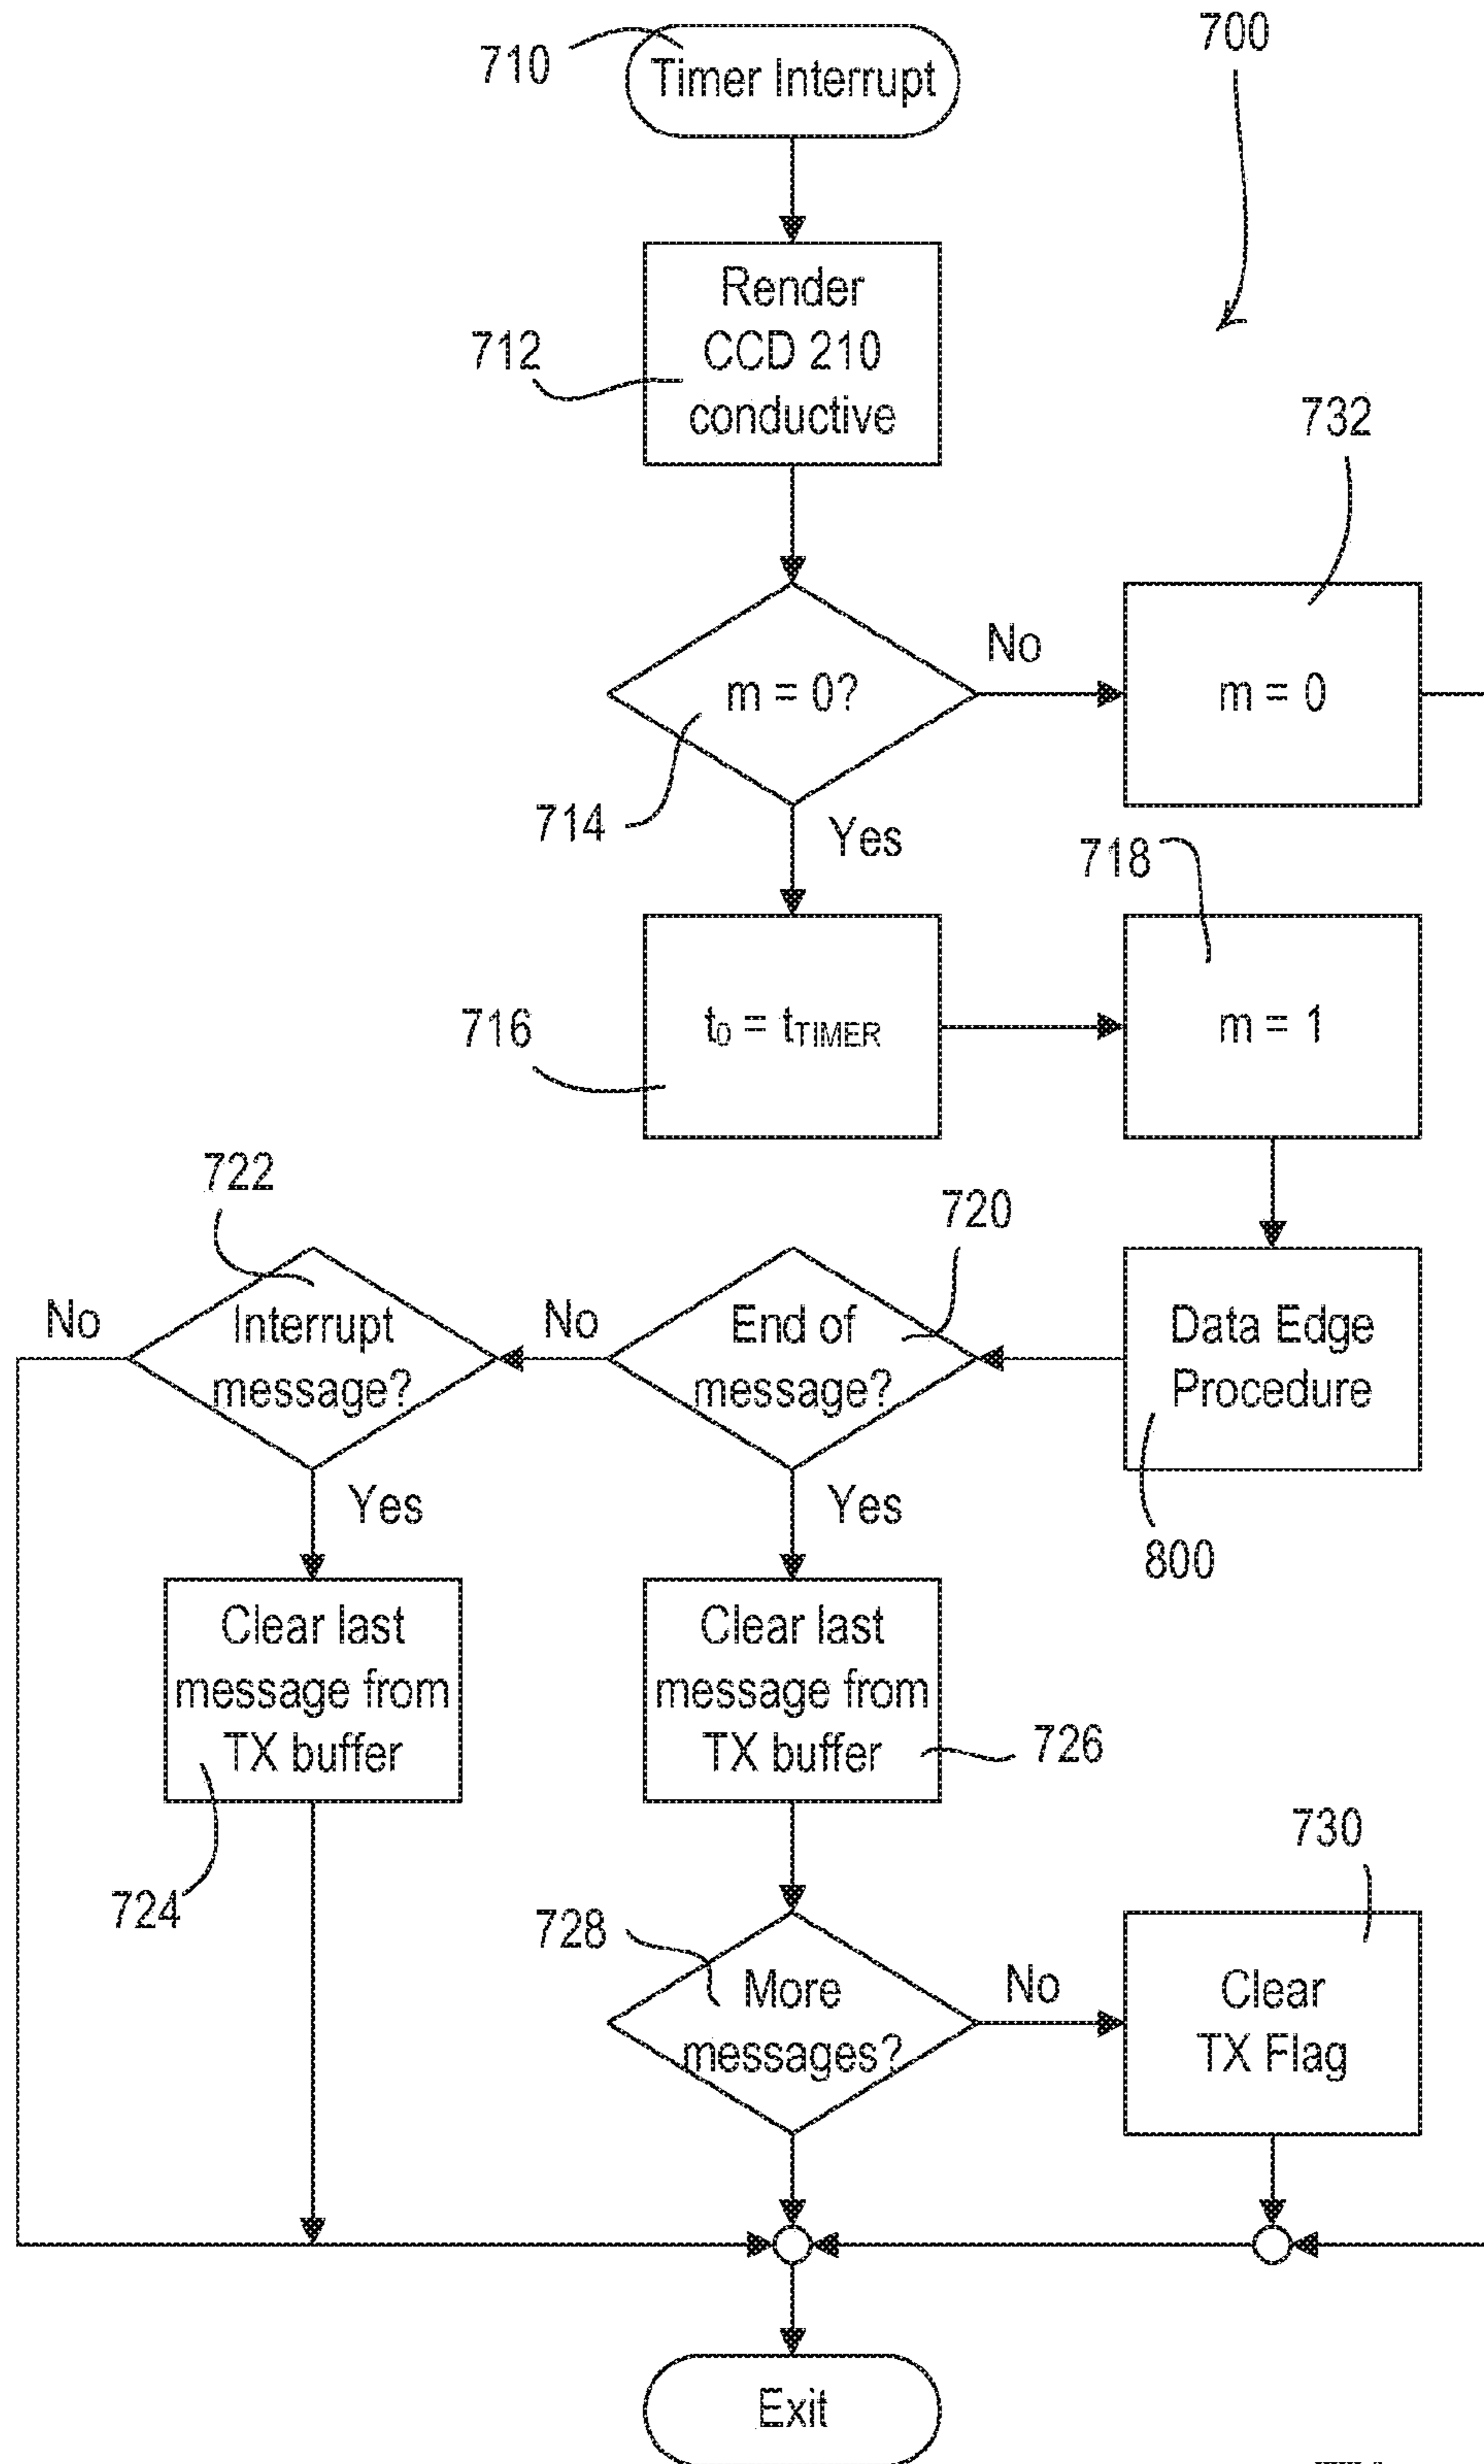 710
Timer Interrupt
700
Render
CCD 210
conductive
712
732
m = 0?
No
m = 0
714
Yes
718
716
t₀ = tTIMER
m = 1
722
720
No
Interrupt
message?
No
End of
message?
Data Edge
Procedure
Yes
Yes
800
Clear last
message from
TX buffer
Clear last
message from
TX buffer
726
724
730
728
More
messages?
No
Clear
TX Flag
Exit